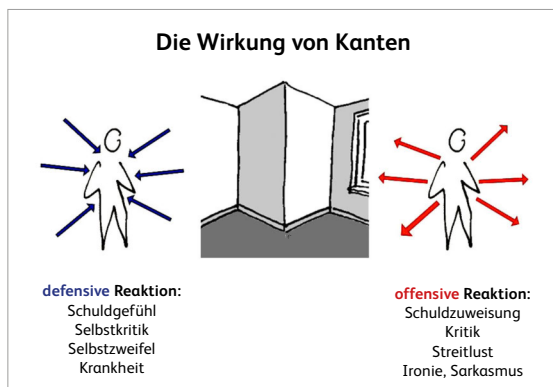 Die Wirkung von Kanten
defensive Reaktion:
Schuldgefühl
Selbstkritik
Selbstzweifel
Krankheit
offensive Reaktion:
Schuldzuweisung
Kritik
Streitlust
Ironie, Sarkasmus